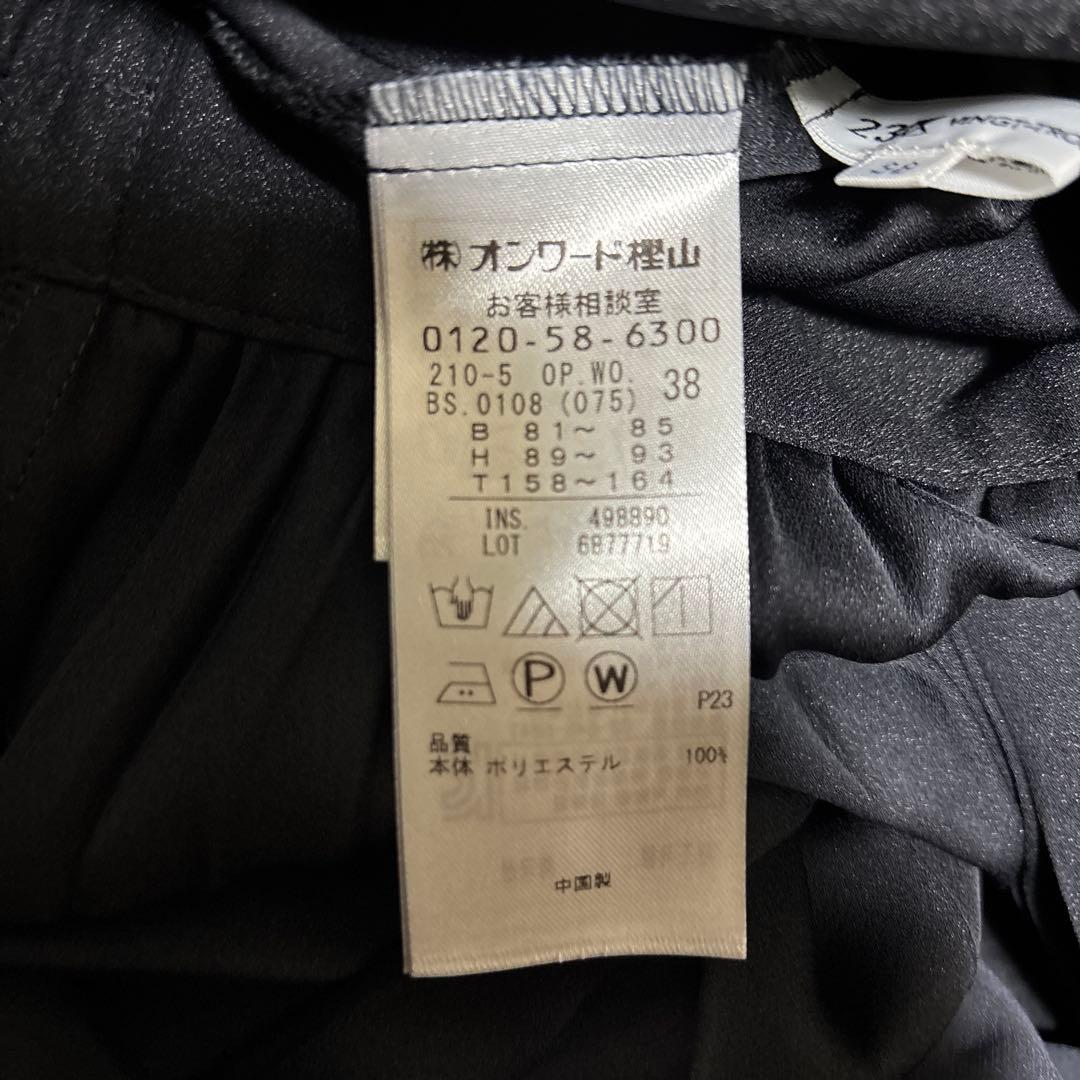 ㈱オンワード樫山
お客様相談室
0120-58-6300
210-5 OP.WO. 38
BS.0108 (075)
B 81～ 85
H 89～ 93
T158～164
INS. 498890
LOT 6877719
P W
P23
品質
本体 ポリエステル 100%
中国製
23区
38